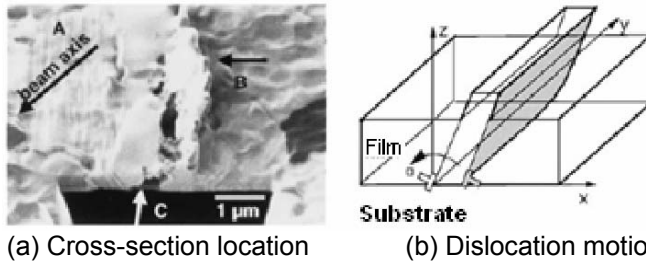 A
beam axis
B
C
1 µm
z
y
Film
x
Substrate
(a) Cross-section location
(b) Dislocation motio